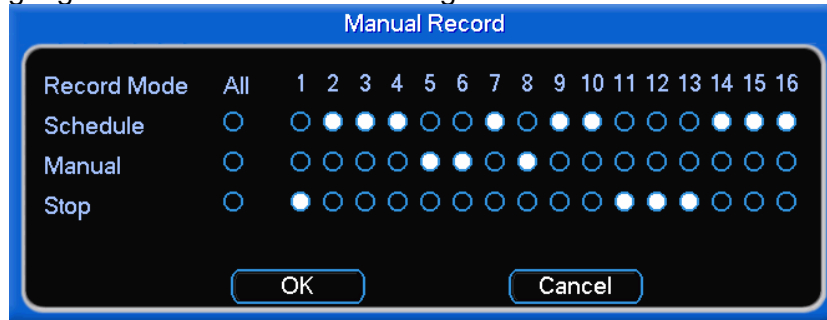 Manual Record
Record Mode All 1 2 3 4 5 6 7 8 9 10 11 12 13 14 15 16
Schedule
Manual
Stop
OK Cancel